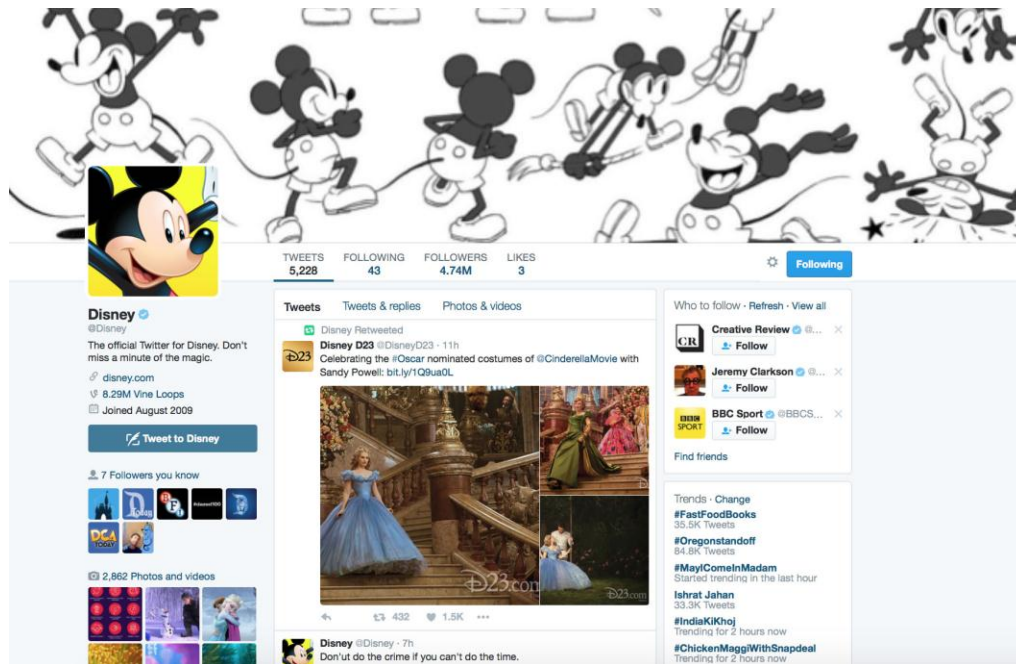 TWEETS
5,228
FOLLOWING
43
FOLLOWERS
4.74M
LIKES
3
Following
Disney
@Disney
The official Twitter for Disney. Don't
miss a minute of the magic.
disney.com
8.29M Vine Loops
Joined August 2009
Tweet to Disney
7 Followers you know
2,862 Photos and videos
Tweets Tweets & replies Photos & videos
Disney Retweeted
D23
Disney D23 @DisneyD23 · 11h
Celebrating the #Oscar nominated costumes of @CinderellaMovie with
Sandy Powell: bit.ly/1Q9ua0L
D23.com
D23.com
432 1.5K
Disney @Disney · 7h
Don'ut do the crime if you can't do the time.
Who to follow · Refresh · View all
CR
Creative Review @...
Follow
Jeremy Clarkson @...
Follow
BBC
SPORT
BBC Sport @BBCS...
Follow
Find friends
Trends · Change
#FastFoodBooks
35.5K Tweets
#Oregonstandoff
84.8K Tweets
#MayIComeInMadam
Started trending in the last hour
Ishrat Jahan
33.3K Tweets
#IndiaKiKhoj
Trending for 2 hours now
#ChickenMaggiWithSnapdeal
Trending for 2 hours now